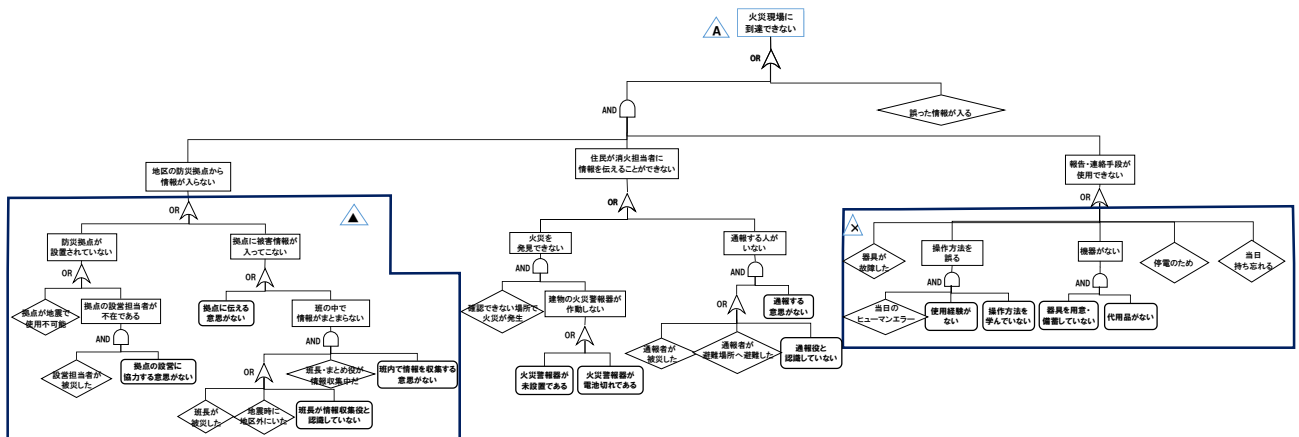 火災現場に
到達できない
A
OR
AND
誤った情報が入る
地区の防災拠点から
情報が入らない
住民が消火担当者に
情報を伝えることができない
報告・連絡手段が
使用できない
OR
OR
OR
▲
防災拠点が
設置されていない
拠点に被害情報が
入ってこない
OR
OR
拠点が地震で
使用不可能
拠点の設営担当者が
不在である
AND
設営担当者が
被災した
拠点の設営に
協力する意思がない
拠点に伝える
意思がない
班の中で
情報がまとまらない
AND
OR
班長・まとめ役が
情報収集中だ
班内で情報を収集する
意思がない
班長が
被災した
地震時に
地区外にいた
班長が情報収集役と
認識していない
火災を
発見できない
通報する人が
いない
AND
AND
確認できない場所で
火災が発生
建物の火災警報器が
作動しない
OR
火災警報器が
未設置である
火災警報器が
電池切れである
OR
通報する
意思がない
通報者が
被災した
通報者が
避難場所へ避難した
通報役と
認識していない
×
器具が
故障した
操作方法を
誤る
機器がない
停電のため
当日
持ち忘れる
AND
AND
当日の
ヒューマンエラー
使用経験が
ない
操作方法を
学んでいない
器具を用意・
備蓄していない
代用品がない